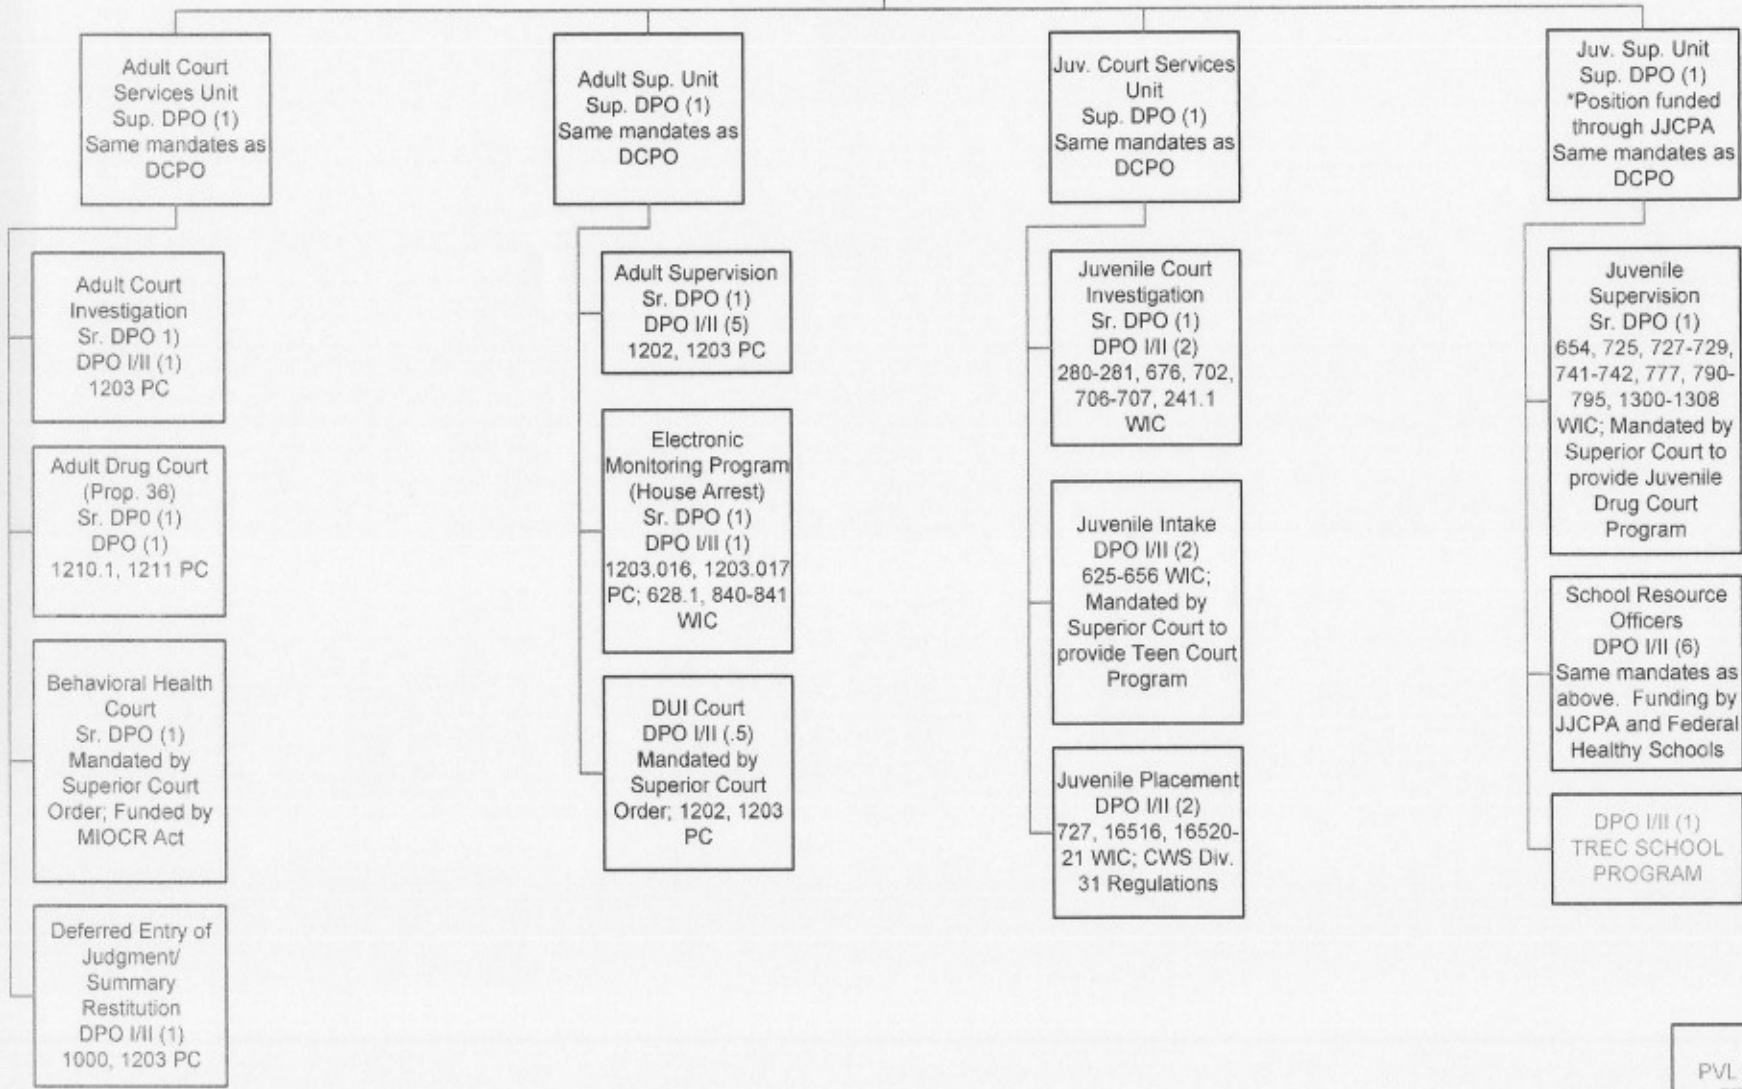 Adult Court
Services Unit
Sup. DPO (1)
Same mandates as
DCPO
Adult Court
Investigation
Sr. DPO 1)
DPO I/II (1)
1203 PC
Adult Drug Court
(Prop. 36)
Sr. DP0 (1)
DPO (1)
1210.1, 1211 PC
Behavioral Health
Court
Sr. DPO (1)
Mandated by
Superior Court
Order; Funded by
MIOCR Act
Deferred Entry of
Judgment/
Summary
Restitution
DPO I/II (1)
1000, 1203 PC
Adult Sup. Unit
Sup. DPO (1)
Same mandates as
DCPO
Adult Supervision
Sr. DPO (1)
DPO I/II (5)
1202, 1203 PC
Electronic
Monitoring Program
(House Arrest)
Sr. DPO (1)
DPO I/II (1)
1203.016, 1203.017
PC; 628.1, 840-841
WIC
DUI Court
DPO I/II (.5)
Mandated by
Superior Court
Order; 1202, 1203
PC
Juv. Court Services
Unit
Sup. DPO (1)
Same mandates as
DCPO
Juvenile Court
Investigation
Sr. DPO (1)
DPO I/II (2)
280-281, 676, 702,
706-707, 241.1
WIC
Juvenile Intake
DPO I/II (2)
625-656 WIC;
Mandated by
Superior Court to
provide Teen Court
Program
Juvenile Placement
DPO I/II (2)
727, 16516, 16520-
21 WIC; CWS Div.
31 Regulations
Juv. Sup. Unit
Sup. DPO (1)
*Position funded
through JJCPA
Same mandates as
DCPO
Juvenile
Supervision
Sr. DPO (1)
654, 725, 727-729,
741-742, 777, 790-
795, 1300-1308
WIC; Mandated by
Superior Court to
provide Juvenile
Drug Court
Program
School Resource
Officers
DPO I/II (6)
Same mandates as
above. Funding by
JJCPA and Federal
Healthy Schools
DPO I/II (1)
TREC SCHOOL
PROGRAM
PVL